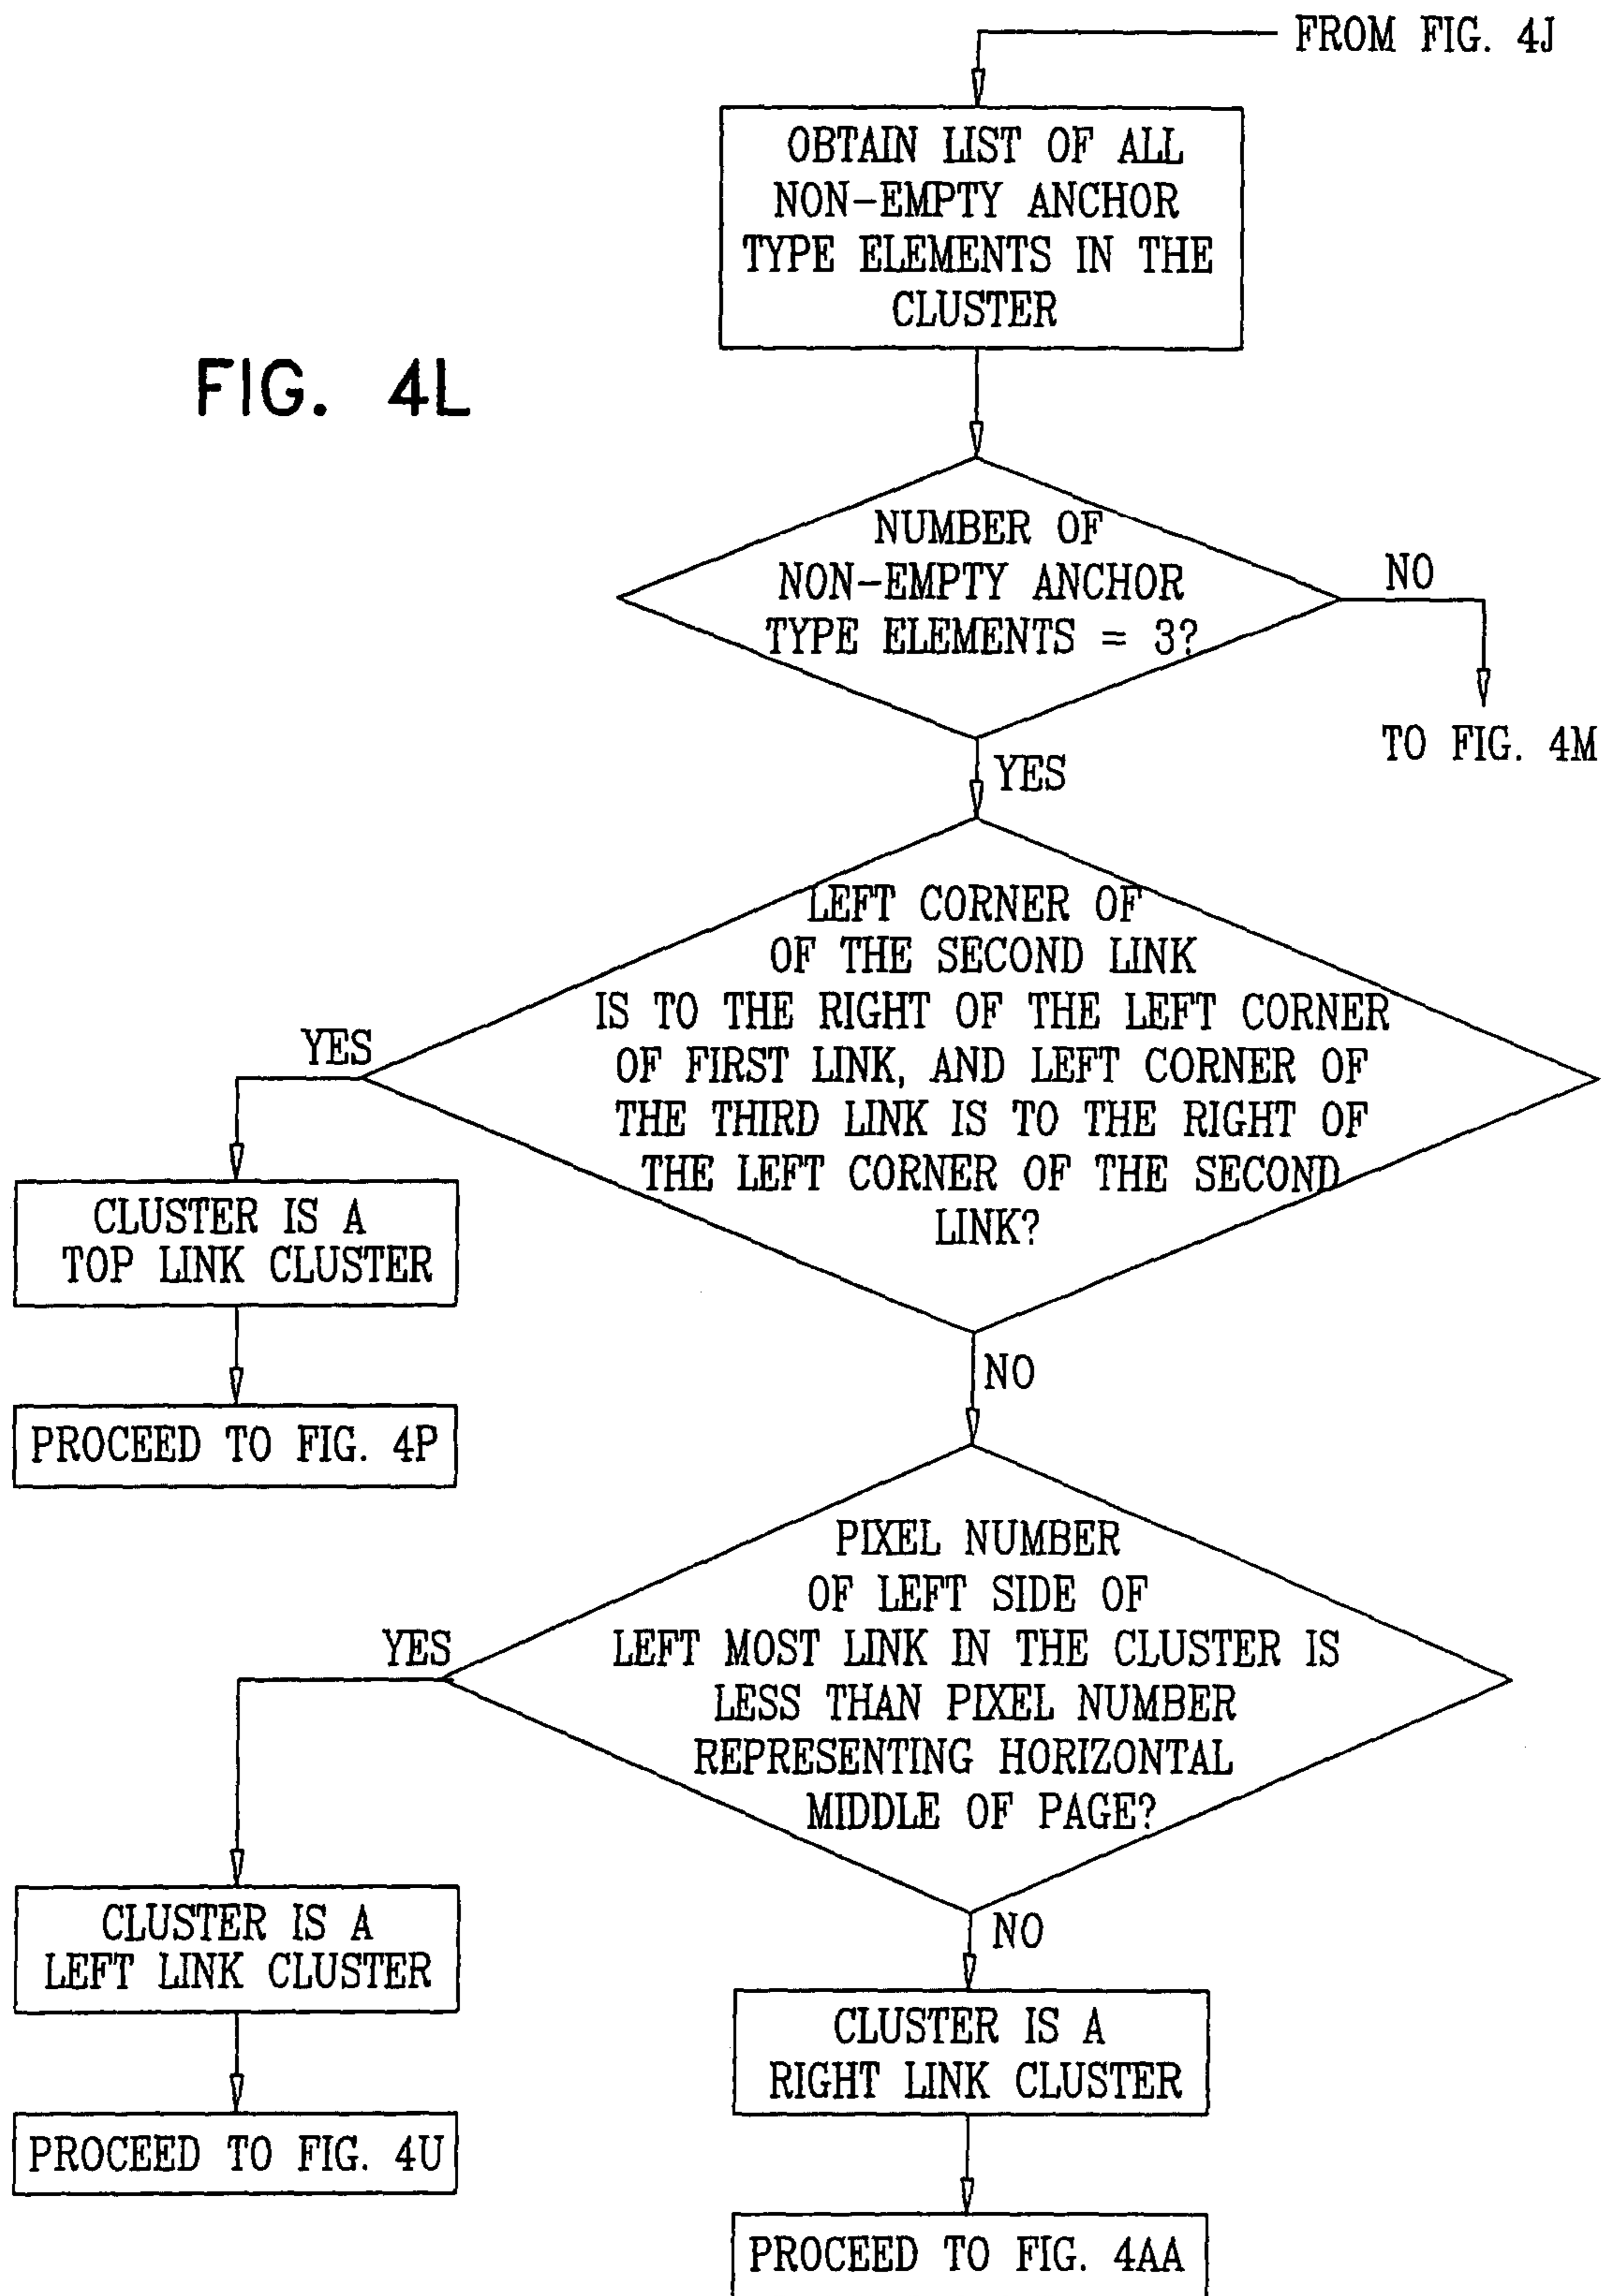 FROM FIG. 4J
OBTAIN LIST OF ALL
NON-EMPTY ANCHOR
TYPE ELEMENTS IN THE
CLUSTER
FIG. 4L
NUMBER OF
NON-EMPTY ANCHOR
TYPE ELEMENTS = 3?
NO
TO FIG. 4M
YES
LEFT CORNER OF
OF THE SECOND LINK
IS TO THE RIGHT OF THE LEFT CORNER
OF FIRST LINK, AND LEFT CORNER OF
THE THIRD LINK IS TO THE RIGHT OF
THE LEFT CORNER OF THE SECOND
LINK?
YES
CLUSTER IS A
TOP LINK CLUSTER
PROCEED TO FIG. 4P
NO
PIXEL NUMBER
OF LEFT SIDE OF
LEFT MOST LINK IN THE CLUSTER IS
LESS THAN PIXEL NUMBER
REPRESENTING HORIZONTAL
MIDDLE OF PAGE?
YES
CLUSTER IS A
LEFT LINK CLUSTER
PROCEED TO FIG. 4U
NO
CLUSTER IS A
RIGHT LINK CLUSTER
PROCEED TO FIG. 4AA